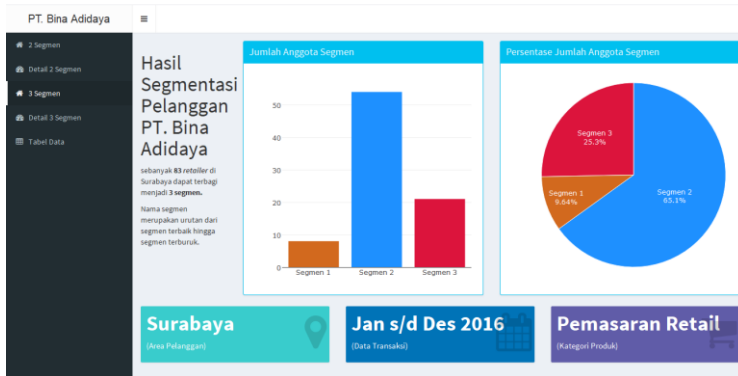 PT. Bina Adidaya
2 Segmen
Detail 2 Segmen
3 Segmen
Detail 3 Segmen
Tabel Data
Hasil
Segmentasi
Pelanggan
PT. Bina
Adidaya
sebanyak 83 retailer di
Surabaya dapat terbagi
menjadi 3 segmen.
Nama segmen
merupakan urutan dari
segmen terbaik hingga
segmen terburuk.
Jumlah Anggota Segmen
50
40
30
20
10
0
Segmen 1 Segmen 2 Segmen 3
Persentase Jumlah Anggota Segmen
Segmen 3
25.3%
Segmen 1
9.64%
Segmen 2
65.1%
Surabaya
(Area Pelanggan)
Jan s/d Des 2016
(Data Transaksi)
Pemasaran Retail
(Kategori Produk)